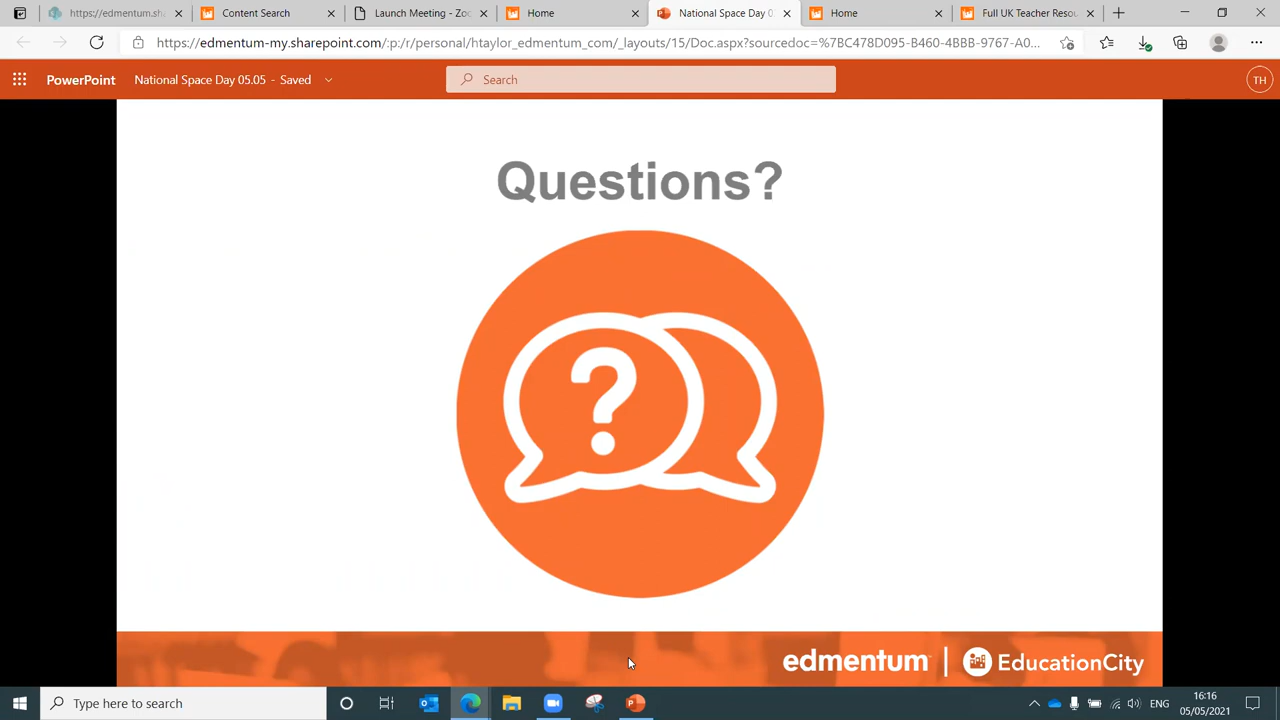 https://edmentum.sha
Content Search
Launch Meeting - Zoo
Home
National Space Day 0
Home
Full UK Teacher Resou
https://edmentum-my.sharepoint.com/:p:/r/personal/htaylor_edmentum_com/_layouts/15/Doc.aspx?sourcedoc=%7BC478D095-B460-4BBB-9767-A0...
PowerPoint
National Space Day 05.05 - Saved
Search
TH
Questions?
?
edmentum | EducationCity
Type here to search
ENG
16:16
05/05/2021